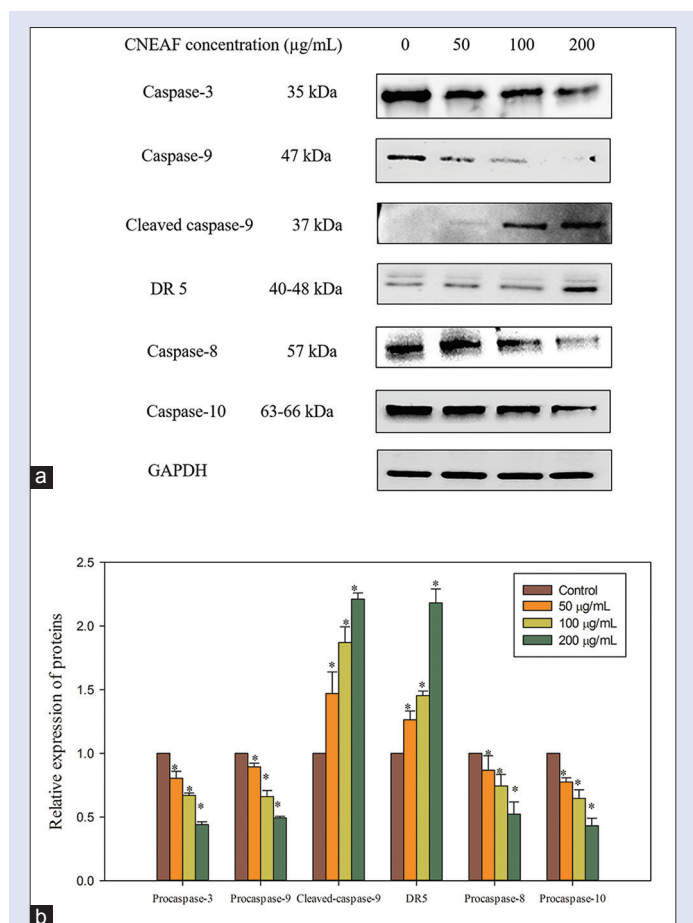 CNEAF concentration (µg/mL) 0 50 100 200
Caspase-3 35 kDa
Caspase-9 47 kDa
Cleaved caspase-9 37 kDa
DR 5 40-48 kDa
Caspase-8 57 kDa
Caspase-10 63-66 kDa
GAPDH
a
2.5
2.0
1.5
1.0
0.5
0.0
Relative expression of proteins
Control
50 µg/mL
100 µg/mL
200 µg/mL
* * * * * * * * * * * * * * * * * *
Procaspase-3 Procaspase-9 Cleaved-caspase-9 DR5 Procaspase-8 Procaspase-10
b